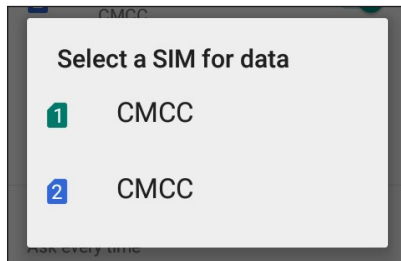 CMCC
Select a SIM for data
1 CMCC
2 CMCC
Ask every time